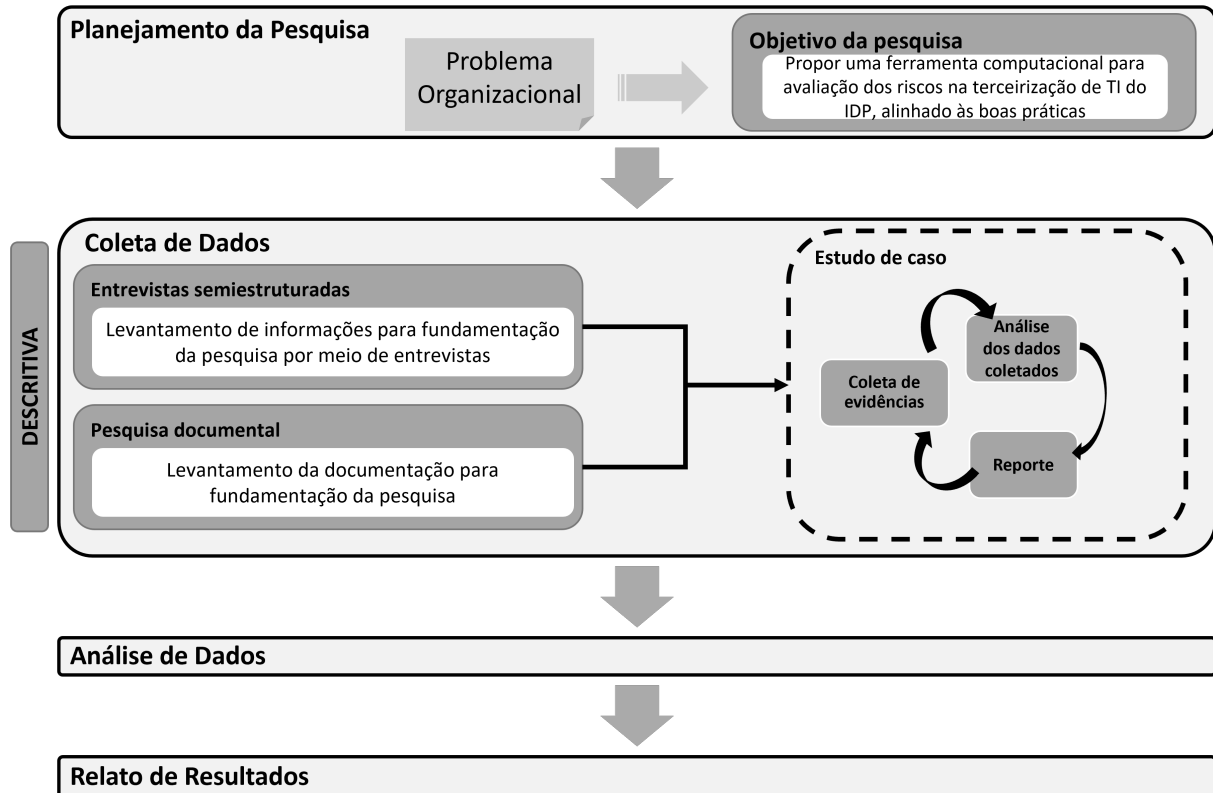 Planejamento da Pesquisa
Problema
Organizacional
Objetivo da pesquisa
Propor uma ferramenta computacional para
avaliação dos riscos na terceirização de TI do
IDP, alinhado às boas práticas
DESCRITIVA
Coleta de Dados
Entrevistas semiestruturadas
Levantamento de informações para fundamentação
da pesquisa por meio de entrevistas
Pesquisa documental
Levantamento da documentação para
fundamentação da pesquisa
Estudo de caso
Análise
dos dados
coletados
Coleta de
evidências
Reporte
Análise de Dados
Relato de Resultados